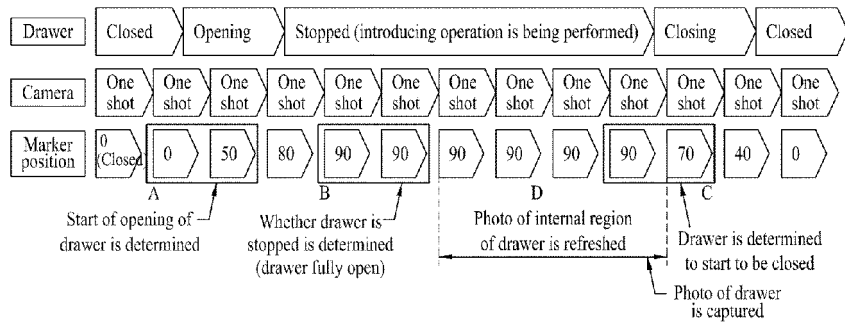 Drawer
Closed
Opening
Stopped (introducing operation is being performed)
Closing
Closed
Camera
One shot
One shot
One shot
One shot
One shot
One shot
One shot
One shot
One shot
One shot
One shot
One shot
One shot
Marker position
0 (Closed
0
50
80
90
90
90
90
90
90
70
40
0
A
B
D
C
Start of opening of
drawer is determined
Whether drawer is
stopped is determined
(drawer fully open)
Photo of internal region
of drawer is refreshed
Drawer is determined
to start to be closed
Photo of drawer
is captured